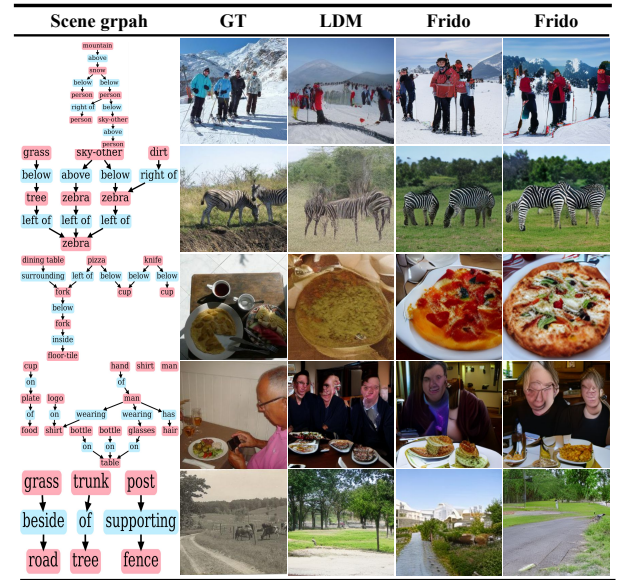 Scene grpah GT LDM Frido Frido
mountain
above
snow
below below
person person
right of below
person sky-other
above
person
grass sky-other dirt
below above below right of
tree zebra zebra
left of left of left of
zebra
dining table pizza knife
surrounding left of below below below
fork cup cup
below
fork
inside
floor-tile
cup hand shirt man
on of
plate logo man
of on wearing wearing has
food shirt bottle bottle glasses hair
on on on
table
grass trunk post
beside of supporting
road tree fence